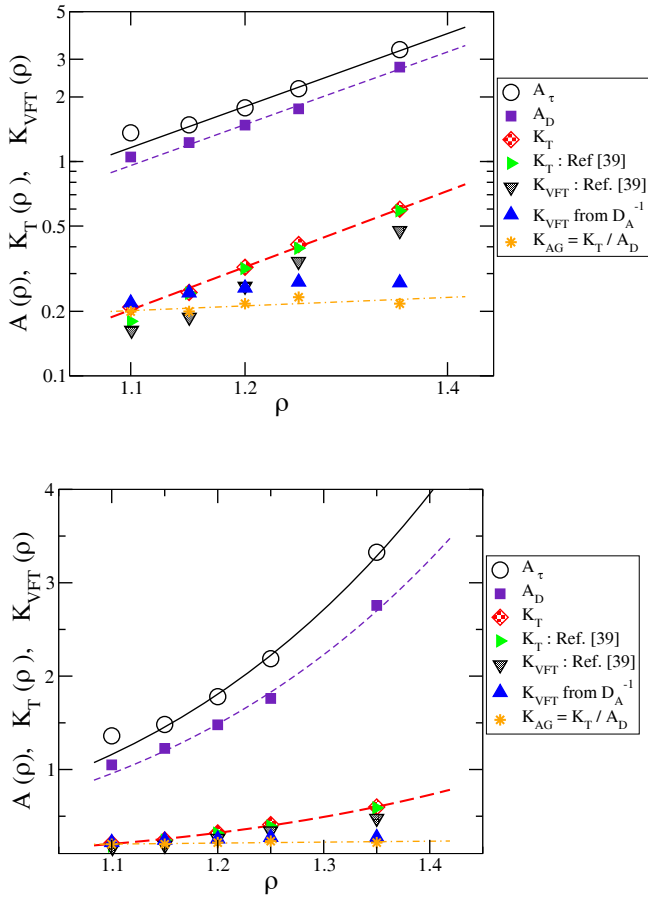 5
2
1
0.5
0.2
0.1
A (ρ), K_T (ρ), K_VFT (ρ)
1.1
1.2
1.4
ρ
A_τ
A_D
K_T
K_T : Ref [39]
K_VFT : Ref. [39]
K_VFT from D_A^-1
K_AG = K_T / A_D
4
3
2
1
A (ρ), K_T (ρ), K_VFT (ρ)
1.1
1.2
1.3
1.4
ρ
A_τ
A_D
K_T
K_T : Ref. [39]
K_VFT : Ref. [39]
K_VFT from D_A^-1
K_AG = K_T / A_D